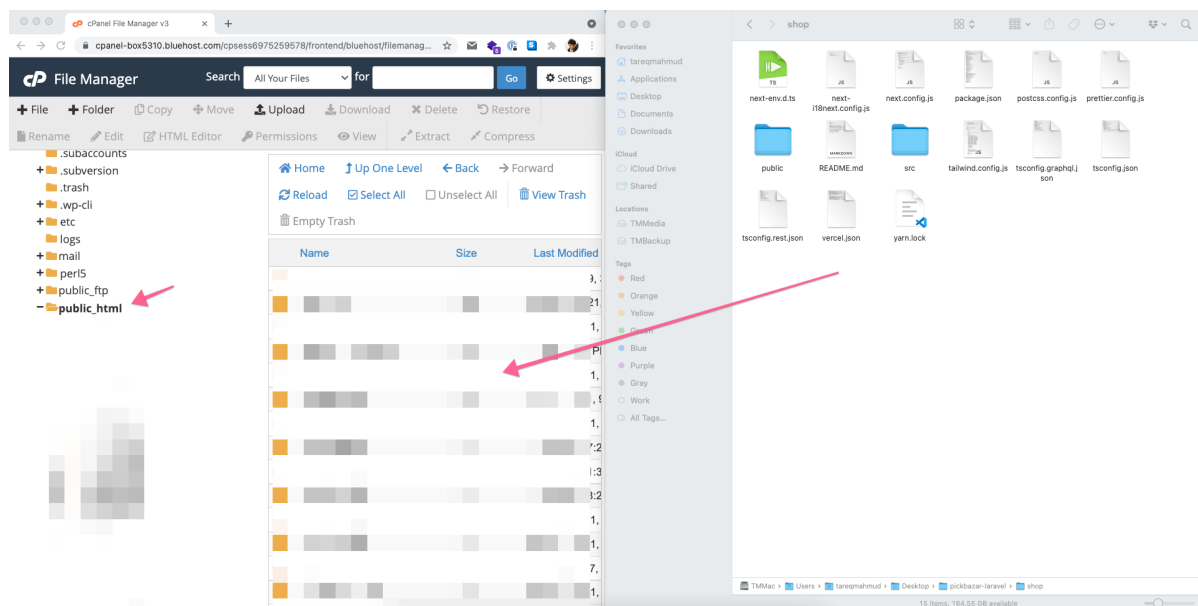 cPanel File Manager v3
cpanel-box5310.bluehost.com/cpsess6975259578/frontend/bluehost/filemanag...
File Manager
Search All Your Files for Go Settings
File Folder Copy Move Upload Download Delete Restore
Rename Edit HTML Editor Permissions View Extract Compress
.subaccounts
.subversion
.trash
.wp-cli
etc
logs
mail
perl5
public_ftp
public_html
Home Up One Level Back Forward
Reload Select All Unselect All View Trash
Empty Trash
Name Size Last Modified
shop
Favorites
tareqmahmud
Applications
Desktop
Documents
Downloads
iCloud
iCloud Drive
Shared
Locations
TMMedia
TMBackup
Tags
Red
Orange
Yellow
Green
Blue
Purple
Gray
Work
All Tags...
TS JS JS JS JS
next-env.d.ts next-i18next.config.js next.config.js package.json postcss.config.js prettier.config.js
MARKDOWN JS
public README.md src tailwind.config.js tsconfig.graphql.json tsconfig.json
tsconfig.rest.json vercel.json yarn.lock
TMMac › Users › tareqmahmud › Desktop › pickbazar-laravel › shop
15 items, 164.55 GB available